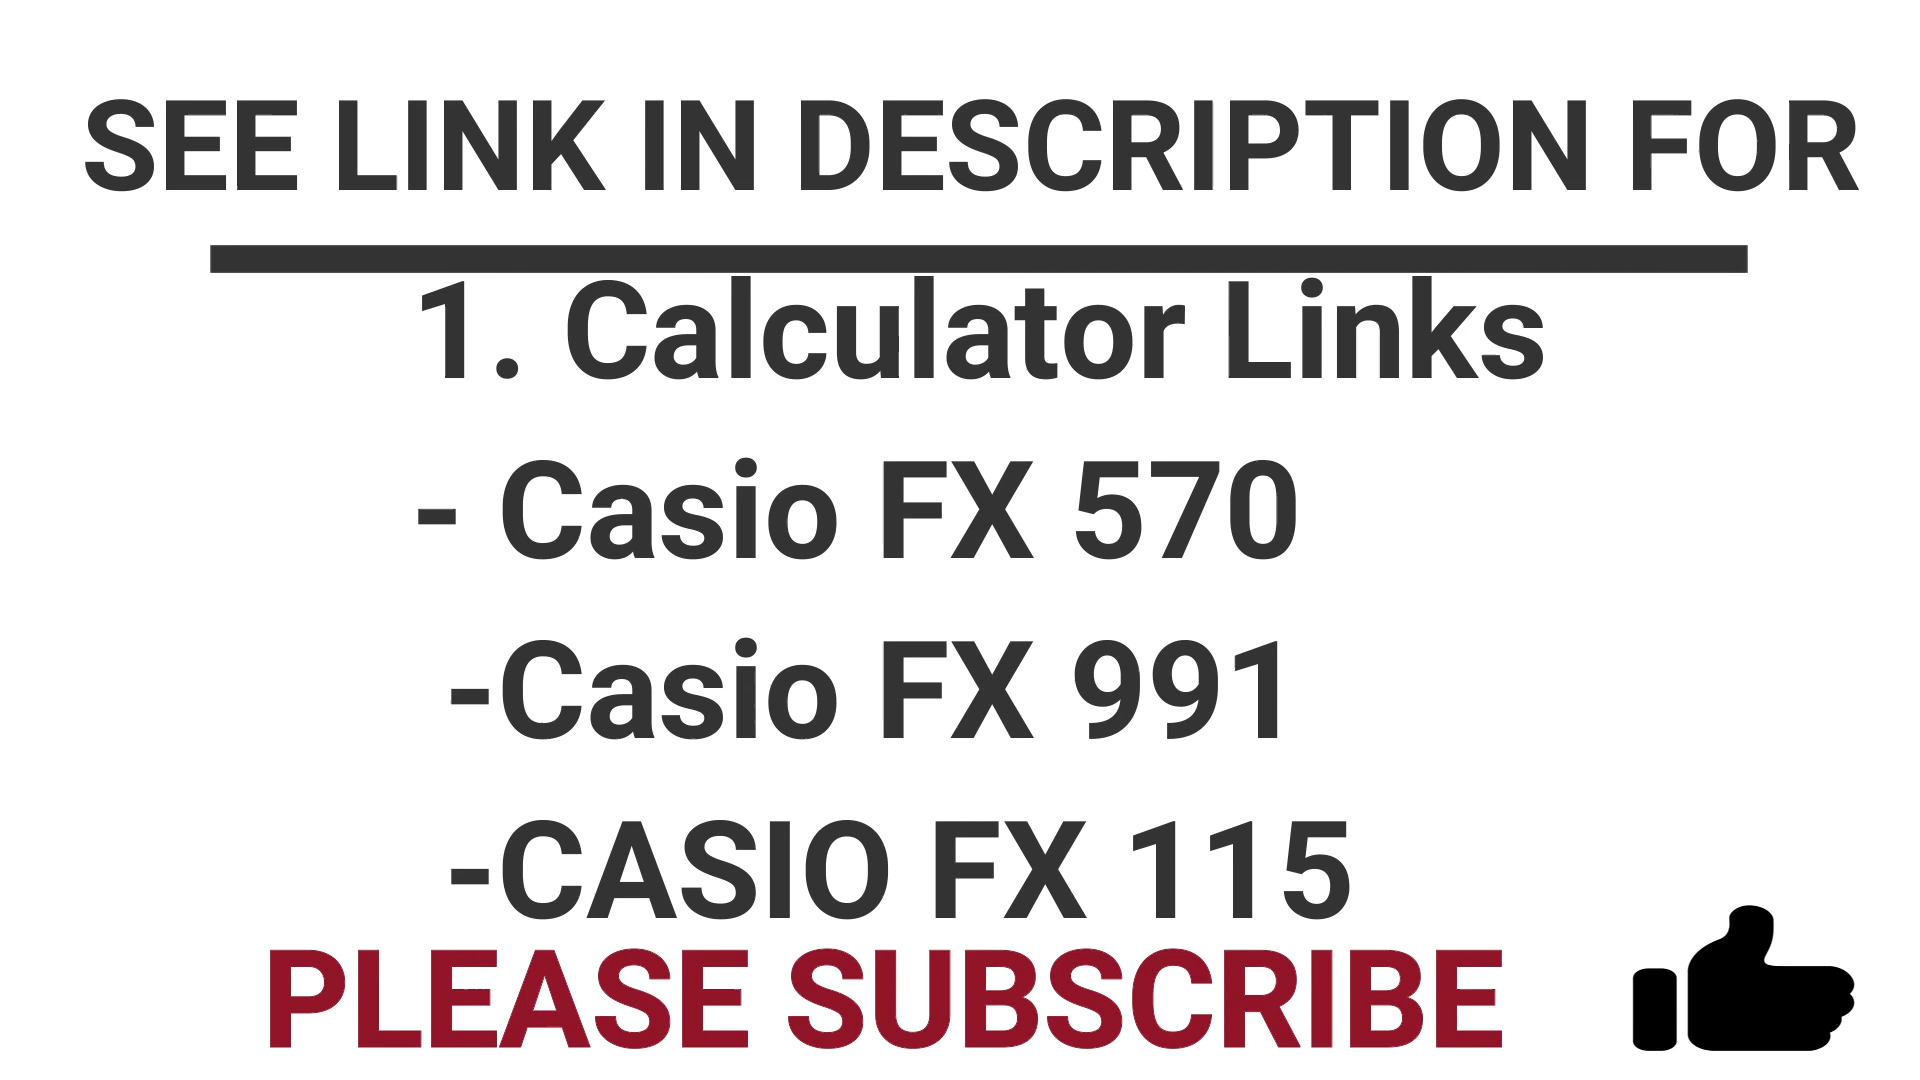 SEE LINK IN DESCRIPTION FOR
1. Calculator Links
- Casio FX 570
-Casio FX 991
-CASIO FX 115
PLEASE SUBSCRIBE